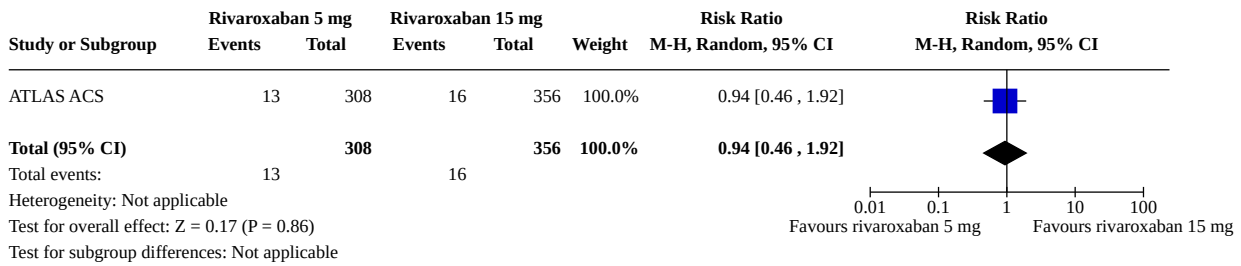 Rivaroxaban 5 mg Rivaroxaban 15 mg Risk Ratio Risk Ratio
Study or Subgroup Events Total Events Total Weight M-H, Random, 95% CI M-H, Random, 95% CI
ATLAS ACS 13 308 16 356 100.0% 0.94 [0.46 , 1.92]
Total (95% CI) 308 356 100.0% 0.94 [0.46 , 1.92]
Total events: 13 16
Heterogeneity: Not applicable
0.01 0.1 1 10 100
Test for overall effect: Z = 0.17 (P = 0.86) Favours rivaroxaban 5 mg Favours rivaroxaban 15 mg
Test for subgroup differences: Not applicable